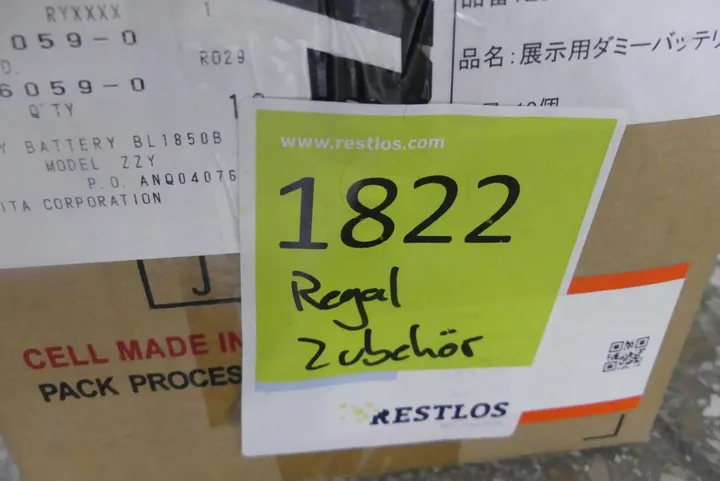 RYXXXX 1
059-0
R029
6059-0
Q'TY
BATTERY BL1850B
MODEL ZZY
P.O. ANQ04076
ITA CORPORATION
品名:展示用ダミーバッテリ
www.restlos.com
1822
Regal
Zubehör
RESTLOS
J
CELL MADE IN
PACK PROCES